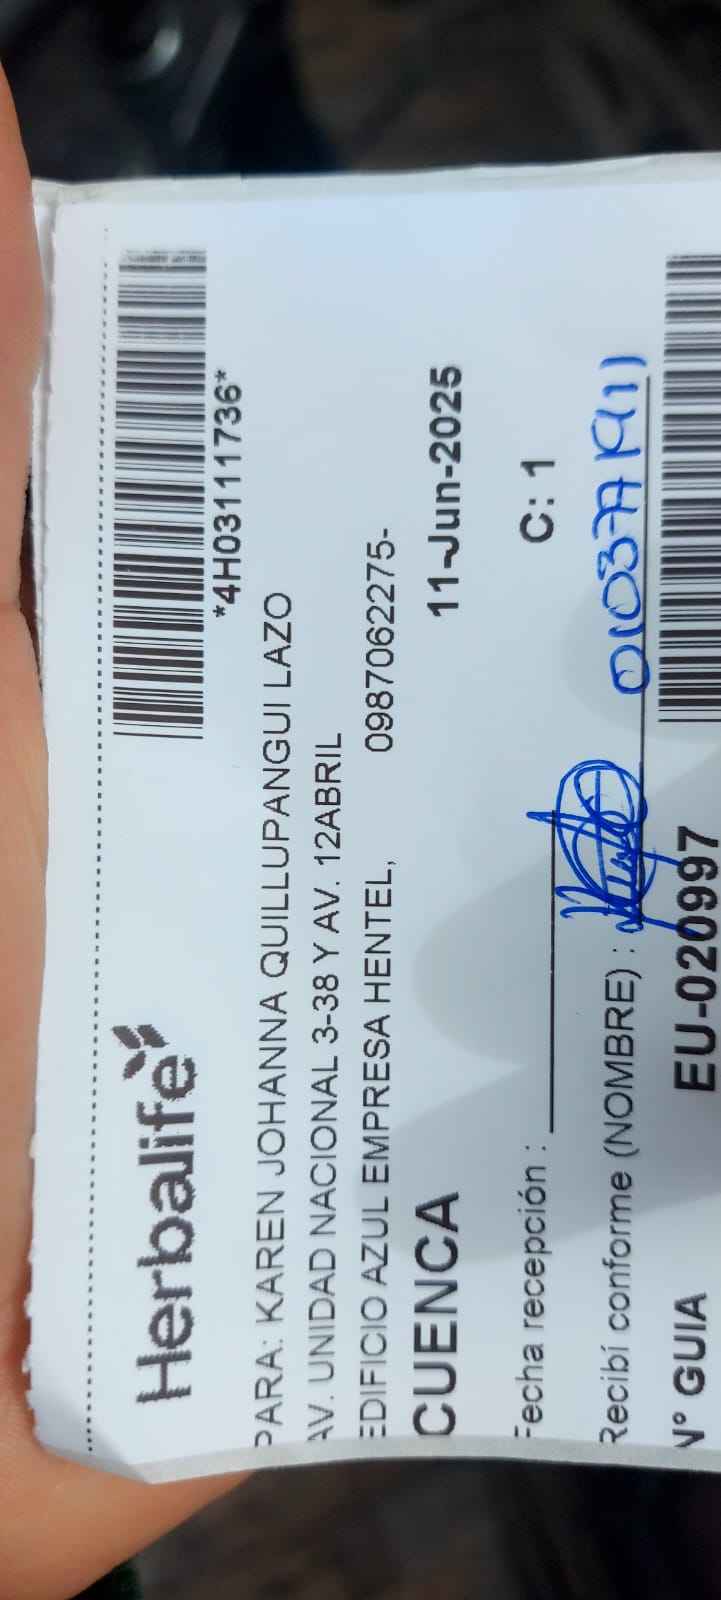 Herbalife
*4H03111736*
PARA: KAREN JOHANNA QUILLUPANGUI LAZO
AV. UNIDAD NACIONAL 3-38 Y AV. 12ABRIL
EDIFICIO AZUL EMPRESA HENTEL, 0987062275-
CUENCA 11-Jun-2025
Fecha recepción : C: 1
Recibí conforme (NOMBRE) :
N° GUIA EU-020997